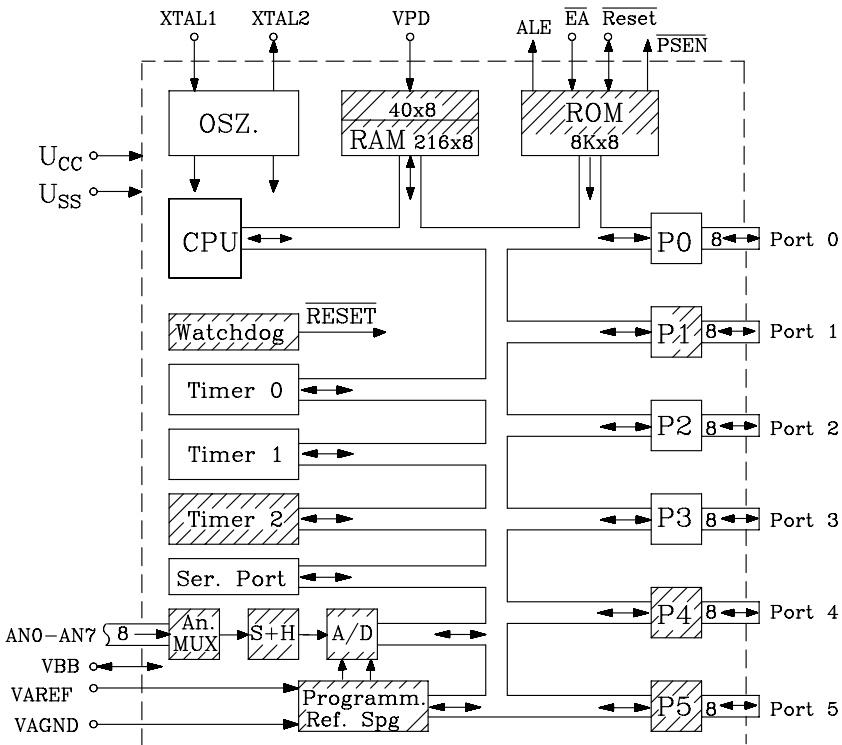 XTAL1 XTAL2 VPD ALE EA Reset PSEN
OSZ.
40x8
RAM 216x8
ROM
8Kx8
UCC
USS
CPU
P0 8 Port 0
Watchdog RESET
P1 8 Port 1
Timer 0
Timer 1
P2 8 Port 2
Timer 2
P3 8 Port 3
Ser. Port
AN0-AN7 8 An. MUX S+H A/D
P4 8 Port 4
VBB
VAREF
Programm.
Ref. Spg
P5 8 Port 5
VAGND